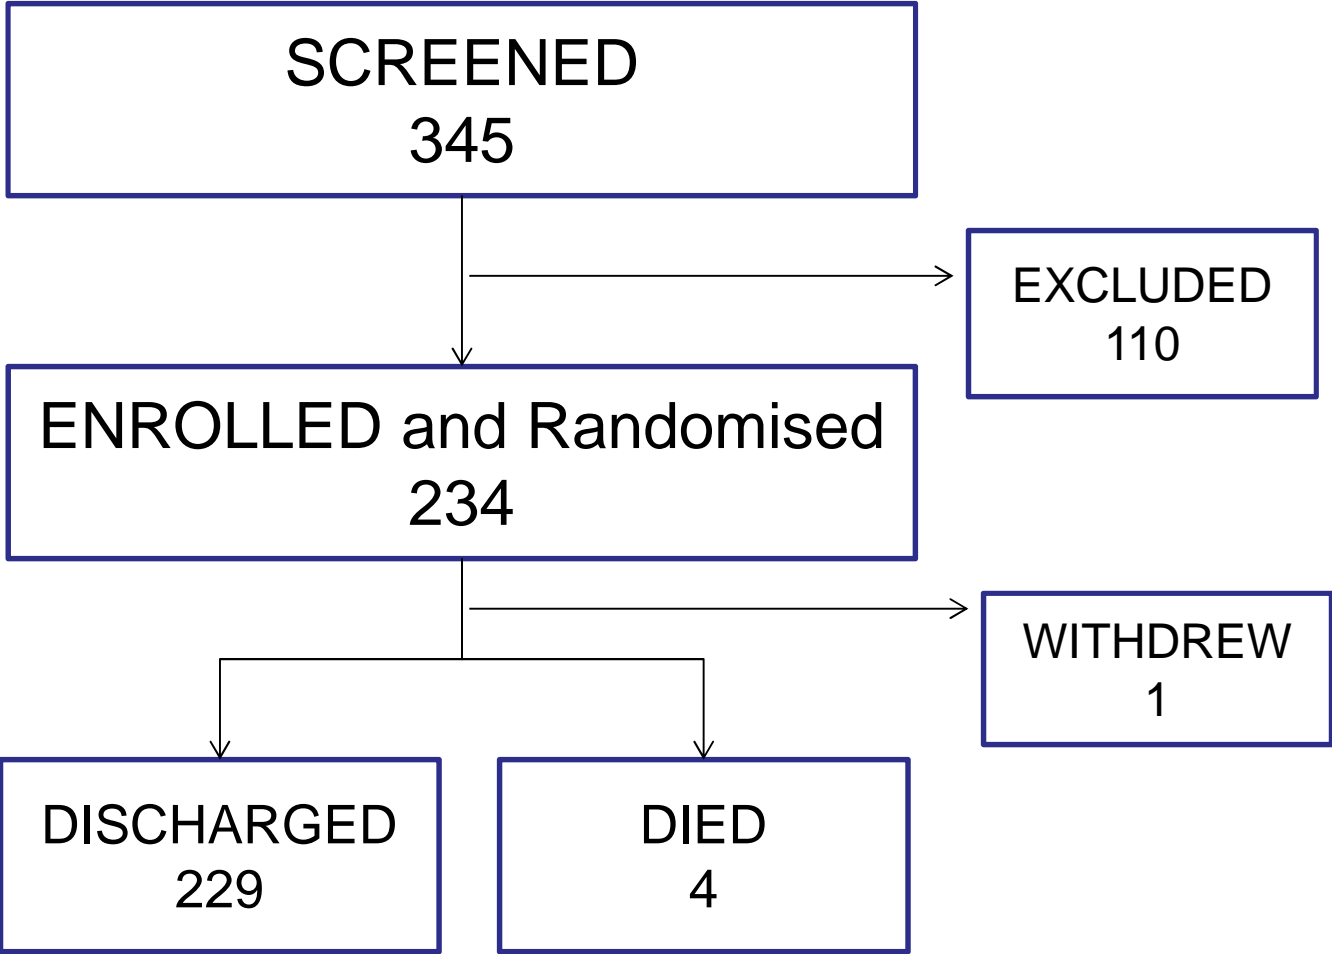 SCREENED
345
EXCLUDED
110
ENROLLED and Randomised
234
WITHDREW
1
DISCHARGED
229
DIED
4